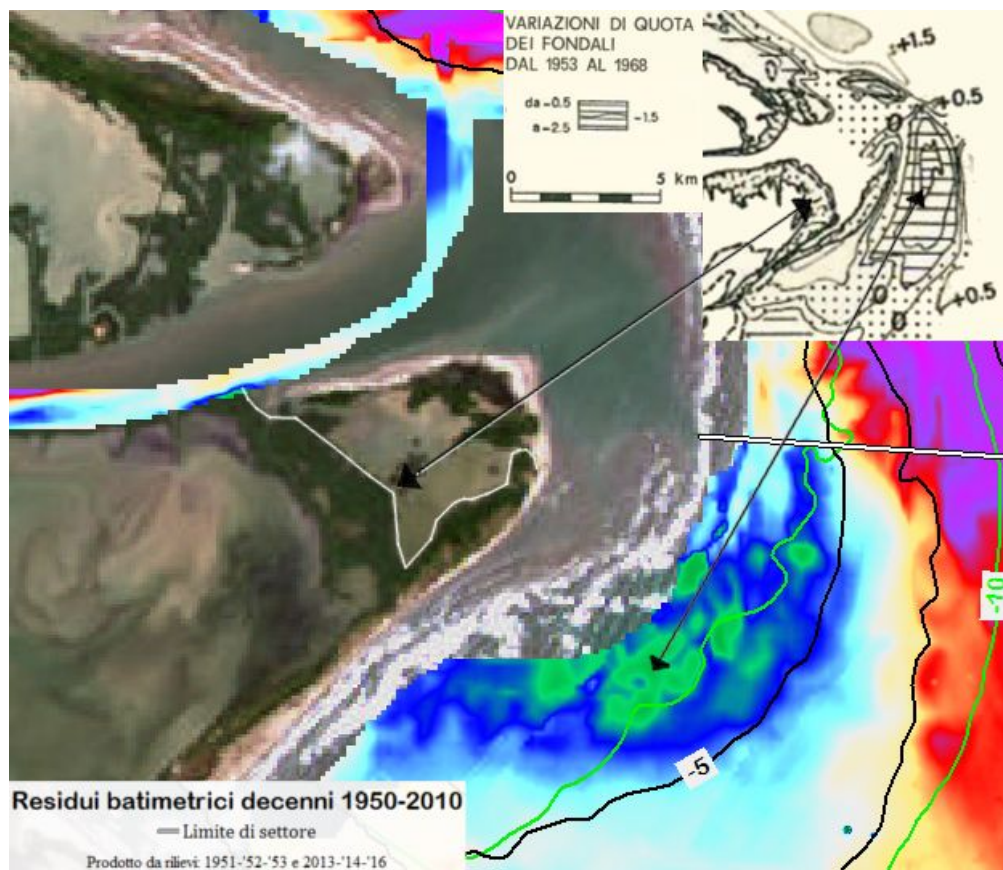 VARIAZIONI DI QUOTA
DEI FONDALI
DAL 1953 AL 1968
da -0.5
a -2.5
-1.5
0
5 km
+1.5
+0.5
0
0
+0.5
0
-10
-5
Residui batimetrici decenni 1950-2010
Limite di settore
Prodotto da rilievi: 1951-'52-'53 e 2013-'14-'16